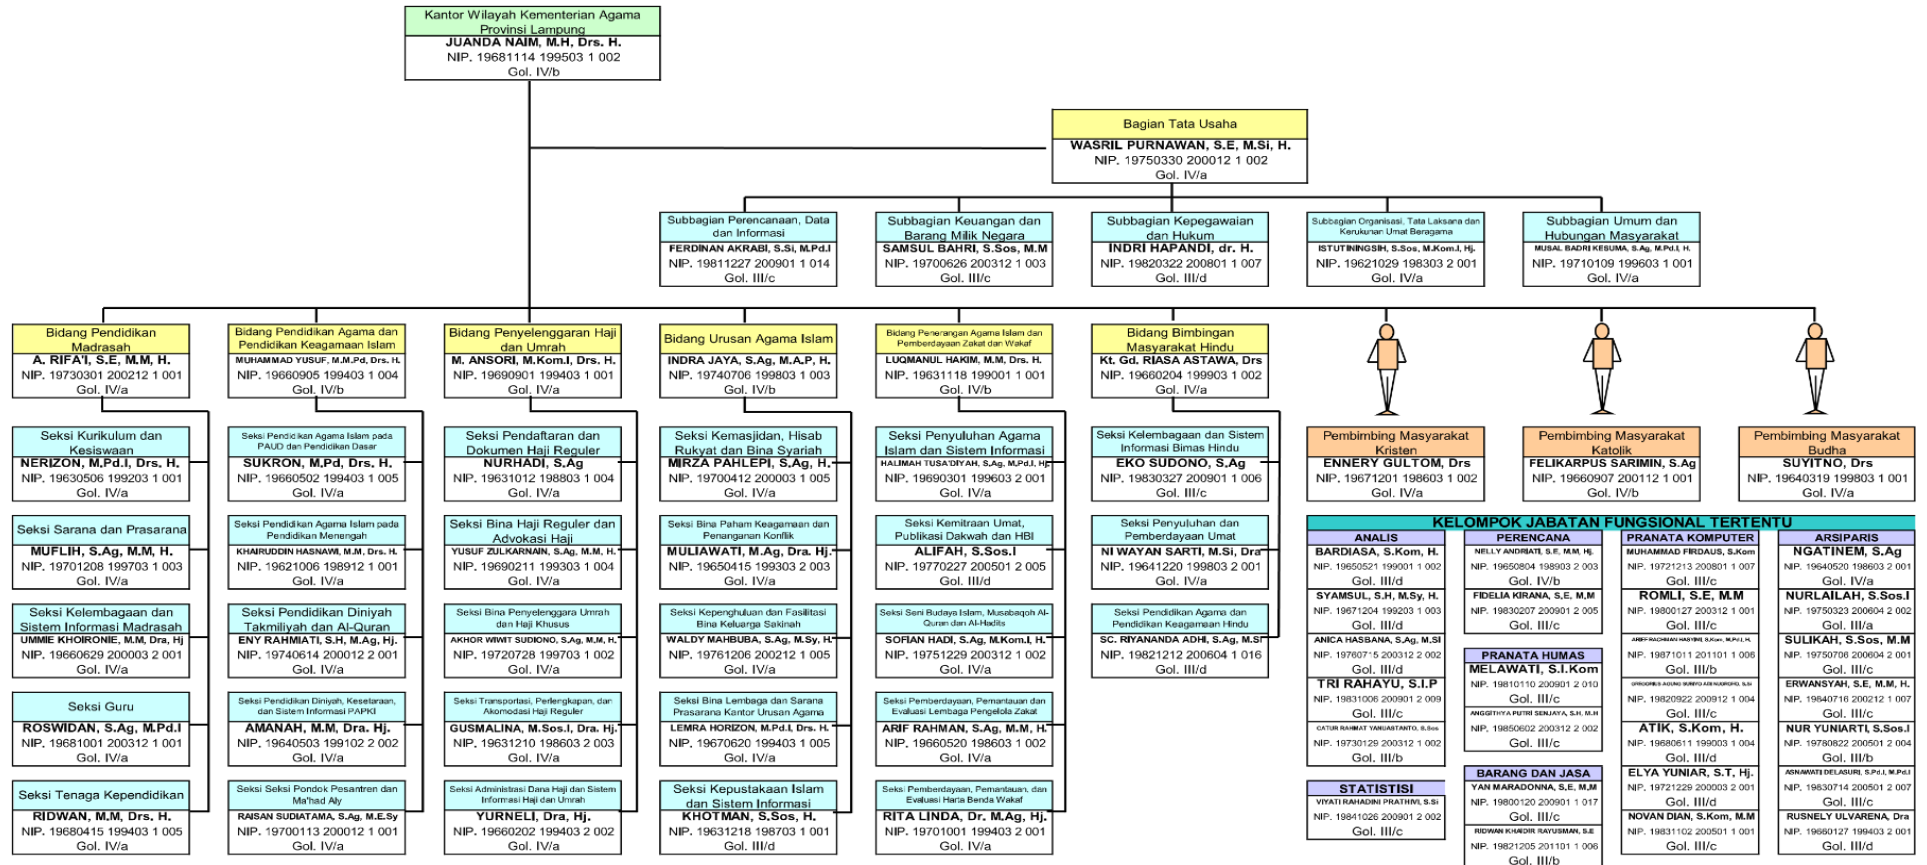 Kantor Wilayah Kementerian Agama
Provinsi Lampung
JUANDA NAIM, M.H, Drs. H.
NIP. 19681114 199503 1 002
Gol. IV/b
Bagian Tata Usaha
WASRIL PURNAWAN, S.E, M.Si, H.
NIP. 19750330 200012 1 002
Gol. IV/a
Subbagian Perencanaan, Data
dan Informasi
FERDINAN AKRABI, S.Si, M.Pd.I
NIP. 19811227 200901 1 014
Gol. III/c
Subbagian Keuangan dan
Barang Milik Negara
SAMSUL BAHRI, S.Sos, M.M
NIP. 19700626 200312 1 003
Gol. III/c
Subbagian Kepegawaian
dan Hukum
INDRI HAPANDI, dr. H.
NIP. 19820322 200801 1 007
Gol. III/d
Subbagian Organisasi, Tata Laksana dan
Kerukunan Umat Beragama
ISTUTININGSIH, S.Sos, M.Kom.I, Hj.
NIP. 19621029 198303 2 001
Gol. IV/a
Subbagian Umum dan
Hubungan Masyarakat
MUSAL BADRI KESUMA, S.Ag, M.Pd.I, H.
NIP. 19710109 199603 1 001
Gol. IV/a
Bidang Pendidikan
Madrasah
A. RIFA'I, S.E, M.M, H.
NIP. 19730301 200212 1 001
Gol. IV/a
Bidang Pendidikan Agama dan
Pendidikan Keagamaan Islam
MUHAMMAD YUSUF, M.M.Pd, Drs. H.
NIP. 19660905 199403 1 004
Gol. IV/b
Bidang Penyelenggaran Haji
dan Umrah
M. ANSORI, M.Kom.I, Drs. H.
NIP. 19690901 199403 1 001
Gol. IV/a
Bidang Urusan Agama Islam
INDRA JAYA, S.Ag, M.A.P, H.
NIP. 19740706 199803 1 003
Gol. IV/b
Bidang Penerangan Agama Islam dan
Pemberdayaan Zakat dan Wakaf
LUQMANUL HAKIM, M.M, Drs. H.
NIP. 19631118 199001 1 001
Gol. IV/b
Bidang Bimbingan
Masyarakat Hindu
Kt. Gd. RIASA ASTAWA, Drs
NIP. 19660204 199903 1 002
Gol. IV/a
Seksi Kurikulum dan
Kesiswaan
NERIZON, M.Pd.I, Drs. H.
NIP. 19630506 199203 1 001
Gol. IV/a
Seksi Sarana dan Prasarana
MUFLIH, S.Ag, M.M, H.
NIP. 19701208 199703 1 003
Gol. IV/a
Seksi Kelembagaan dan
Sistem Informasi Madrasah
UMMIE KHOIRONIE, M.M, Dra, Hj
NIP. 19660629 200003 2 001
Gol. IV/a
Seksi Guru
ROSWIDAN, S.Ag, M.Pd.I
NIP. 19681001 200312 1 001
Gol. IV/a
Seksi Tenaga Kependidikan
RIDWAN, M.M, Drs. H.
NIP. 19680415 199403 1 005
Gol. IV/a
Seksi Pendidikan Agama Islam pada
PAUD dan Pendidikan Dasar
SUKRON, M.Pd, Drs. H.
NIP. 19660502 199403 1 005
Gol. IV/a
Seksi Pendidikan Agama Islam pada
Pendidikan Menengah
KHAIRUDDIN HASNAWI, M.M, Drs. H.
NIP. 19621006 198912 1 001
Gol. IV/a
Seksi Pendidikan Diniyah
Takmiliyah dan Al-Quran
ENY RAHMIATI, S.H, M.Ag, Hj.
NIP. 19740614 200012 2 001
Gol. IV/a
Seksi Pendidikan Diniyah, Kesetaraan,
dan Sistem Informasi PAPKI
AMANAH, M.M, Dra. Hj.
NIP. 19640503 199102 2 002
Gol. IV/a
Seksi Seksi Pondok Pesantren dan
Ma'had Aly
RAISAN SUDIATAMA, S.Ag, M.E.Sy
NIP. 19700113 200012 1 001
Gol. IV/a
Seksi Pendaftaran dan
Dokumen Haji Reguler
NURHADI, S.Ag
NIP. 19631012 198803 1 004
Gol. IV/a
Seksi Bina Haji Reguler dan
Advokasi Haji
YUSUF ZULKARNAIN, S.Ag, M.M, H.
NIP. 19690211 199303 1 004
Gol. IV/a
Seksi Bina Penyelenggara Umrah
dan Haji Khusus
AKHOR WIWIT SUDIONO, S.Ag, M.M, H.
NIP. 19720728 199703 1 002
Gol. IV/a
Seksi Transportasi, Perlengkapan, dan
Akomodasi Haji Reguler
GUSMALINA, M.Sos.I, Dra. Hj.
NIP. 19631210 198603 2 003
Gol. IV/a
Seksi Administrasi Dana Haji dan Sistem
Informasi Haji dan Umrah
YURNELI, Dra, Hj.
NIP. 19660202 199403 2 002
Gol. IV/a
Seksi Kemasjidan, Hisab
Rukyat dan Bina Syariah
MIRZA PAHLEPI, S.Ag, H.
NIP. 19700412 200003 1 005
Gol. IV/a
Seksi Bina Paham Keagamaan dan
Penanganan Konflik
MULIAWATI, M.Ag, Dra. Hj.
NIP. 19650415 199303 2 003
Gol. IV/a
Seksi Kepenghuluan dan Fasilitasi
Bina Keluarga Sakinah
WALDY MAHBUBA, S.Ag, M.Sy, H.
NIP. 19761206 200212 1 005
Gol. IV/a
Seksi Bina Lembaga dan Sarana
Prasarana Kantor Urusan Agama
LEMRA HORIZON, M.Pd.I, Drs. H.
NIP. 19670620 199403 1 005
Gol. IV/a
Seksi Kepustakaan Islam
dan Sistem Informasi
KHOTMAN, S.Sos, H.
NIP. 19631218 198703 1 001
Gol. III/d
Seksi Penyuluhan Agama
Islam dan Sistem Informasi
HALIMAH TUSA'DIYAH, S.Ag, M.Pd.I, Hj.
NIP. 19690301 199603 2 001
Gol. IV/a
Seksi Kemitraan Umat,
Publikasi Dakwah dan HBI
ALIFAH, S.Sos.I
NIP. 19770227 200501 2 005
Gol. III/d
Seksi Seni Budaya Islam, Musabaqoh Al-
Quran dan Al-Hadits
SOFIAN HADI, S.Ag, M.Kom.I, H.
NIP. 19751229 200312 1 002
Gol. IV/a
Seksi Pemberdayaan, Pemantauan dan
Evaluasi Lembaga Pengelola Zakat
ARIF RAHMAN, S.Ag, M.M, H.
NIP. 19660520 198603 1 002
Gol. IV/a
Seksi Pemberdayaan, Pemantauan, dan
Evaluasi Harta Benda Wakaf
RITA LINDA, Dr. M.Ag, Hj.
NIP. 19701001 199403 2 001
Gol. IV/a
Seksi Kelembagaan dan Sistem
Informasi Bimas Hindu
EKO SUDONO, S.Ag
NIP. 19830327 200901 1 006
Gol. III/c
Seksi Penyuluhan dan
Pemberdayaan Umat
NI WAYAN SARTI, M.Si, Dra
NIP. 19641220 199803 2 001
Gol. IV/a
Seksi Pendidikan Agama dan
Pendidikan Keagamaan Hindu
SC. RIYANANDA ADHI, S.Ag, M.SI
NIP. 19821212 200604 1 016
Gol. III/d
Pembimbing Masyarakat
Kristen
ENNERY GULTOM, Drs
NIP. 19671201 198603 1 002
Gol. IV/a
Pembimbing Masyarakat
Katolik
FELIKARPUS SARIMIN, S.Ag
NIP. 19660907 200112 1 001
Gol. IV/b
Pembimbing Masyarakat
Budha
SUYITNO, Drs
NIP. 19640319 199803 1 001
Gol. IV/a
KELOMPOK JABATAN FUNGSIONAL TERTENTU
ANALIS
BARDIASA, S.Kom, H.
NIP. 19650521 199001 1 002
Gol. III/d
SYAMSUL, S.H, M.Sy, H.
NIP. 19671204 199203 1 003
Gol. III/d
ANICA HASBANA, S.Ag, M.SI
NIP. 19760715 200312 2 002
Gol. III/d
TRI RAHAYU, S.I.P
NIP. 19831006 200901 2 009
Gol. III/c
CATUR RAHMAT YANUASTANTO, S.Sos
NIP. 19730129 200312 1 002
Gol. III/b
STATISTISI
VIYATI RAHADINI PRATHIVI, S.Si
NIP. 19841026 200901 2 002
Gol. III/c
PERENCANA
NELLY ANDRIATI, S.E, M.M, Hj.
NIP. 19650804 198903 2 003
Gol. IV/b
FIDELIA KIRANA, S.E, M.M
NIP. 19830207 200901 2 005
Gol. III/c
PRANATA HUMAS
MELAWATI, S.I.Kom
NIP. 19810110 200901 2 010
Gol. III/c
ANGGITHYA PUTRI SENJAYA, S.H, M.H
NIP. 19850602 200312 2 002
Gol. III/c
BARANG DAN JASA
YAN MARADONNA, S.E, M.M
NIP. 19800120 200901 1 017
Gol. III/c
RIDWAN KHAIDIR RAYUSMAN, S.E
NIP. 19821205 201101 1 006
Gol. III/b
PRANATA KOMPUTER
MUHAMMAD FIRDAUS, S.Kom
NIP. 19721213 200801 1 007
Gol. III/c
ROMLI, S.E, M.M
NIP. 19800127 200312 1 001
Gol. III/c
ARIEF RACHMAN HASYIM, S.Kom, M.Pd.I, H.
NIP. 19871011 201101 1 006
Gol. III/b
NIP. 19820922 200912 1 004
Gol. III/c
ATIK, S.Kom, H.
NIP. 19680611 199003 1 004
Gol. III/d
ELYA YUNIAR, S.T, Hj.
NIP. 19721229 200003 2 001
Gol. III/d
NOVAN DIAN, S.Kom, M.M
NIP. 19831102 200501 1 001
Gol. III/c
ARSIPARIS
NGATINEM, S.Ag
NIP. 19640520 198603 2 001
Gol. IV/a
NURLAILAH, S.Sos.I
NIP. 19750323 200604 2 002
Gol. III/a
SULIKAH, S.Sos, M.M
NIP. 19750706 200604 2 001
Gol. III/c
ERWANSYAH, S.E, M.M, H.
NIP. 19840716 200212 1 007
Gol. III/c
NUR YUNIARTI, S.Sos.I
NIP. 19780822 200501 2 004
Gol. III/c
ASNAWATI DELASURI, S.Pd.I, M.Pd.I
NIP. 19830714 200501 2 007
Gol. III/c
RUSNELY ULVARENA, Dra
NIP. 19660127 199403 2 001
Gol. III/d